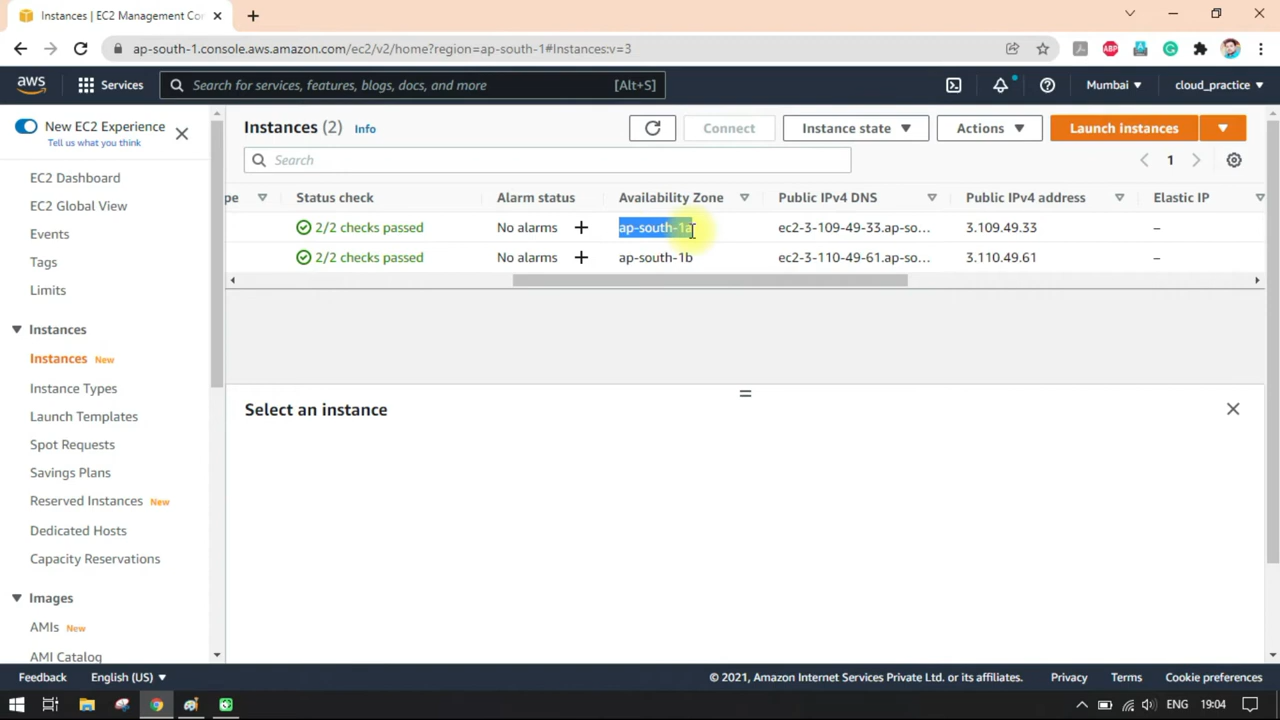 Instances | EC2 Management Con
ap-south-1.console.aws.amazon.com/ec2/v2/home?region=ap-south-1#Instances:v=3
ABP
aws
Services
Search for services, features, blogs, docs, and more
[Alt+S]
Mumbai
cloud_practice
New EC2 Experience
Tell us what you think
EC2 Dashboard
EC2 Global View
Events
Tags
Limits
Instances
Instances New
Instance Types
Launch Templates
Spot Requests
Savings Plans
Reserved Instances New
Dedicated Hosts
Capacity Reservations
Images
AMIs New
AMI Catalog
Instances (2) Info
Connect
Instance state
Actions
Launch instances
Search
1
pe Status check Alarm status Availability Zone Public IPv4 DNS Public IPv4 address Elastic IP
2/2 checks passed No alarms + ap-south-1a ec2-3-109-49-33.ap-so... 3.109.49.33 –
2/2 checks passed No alarms + ap-south-1b ec2-3-110-49-61.ap-so... 3.110.49.61 –
Select an instance
Feedback English (US) © 2021, Amazon Internet Services Private Ltd. or its affiliates. Privacy Terms Cookie preferences
ENG 19:04